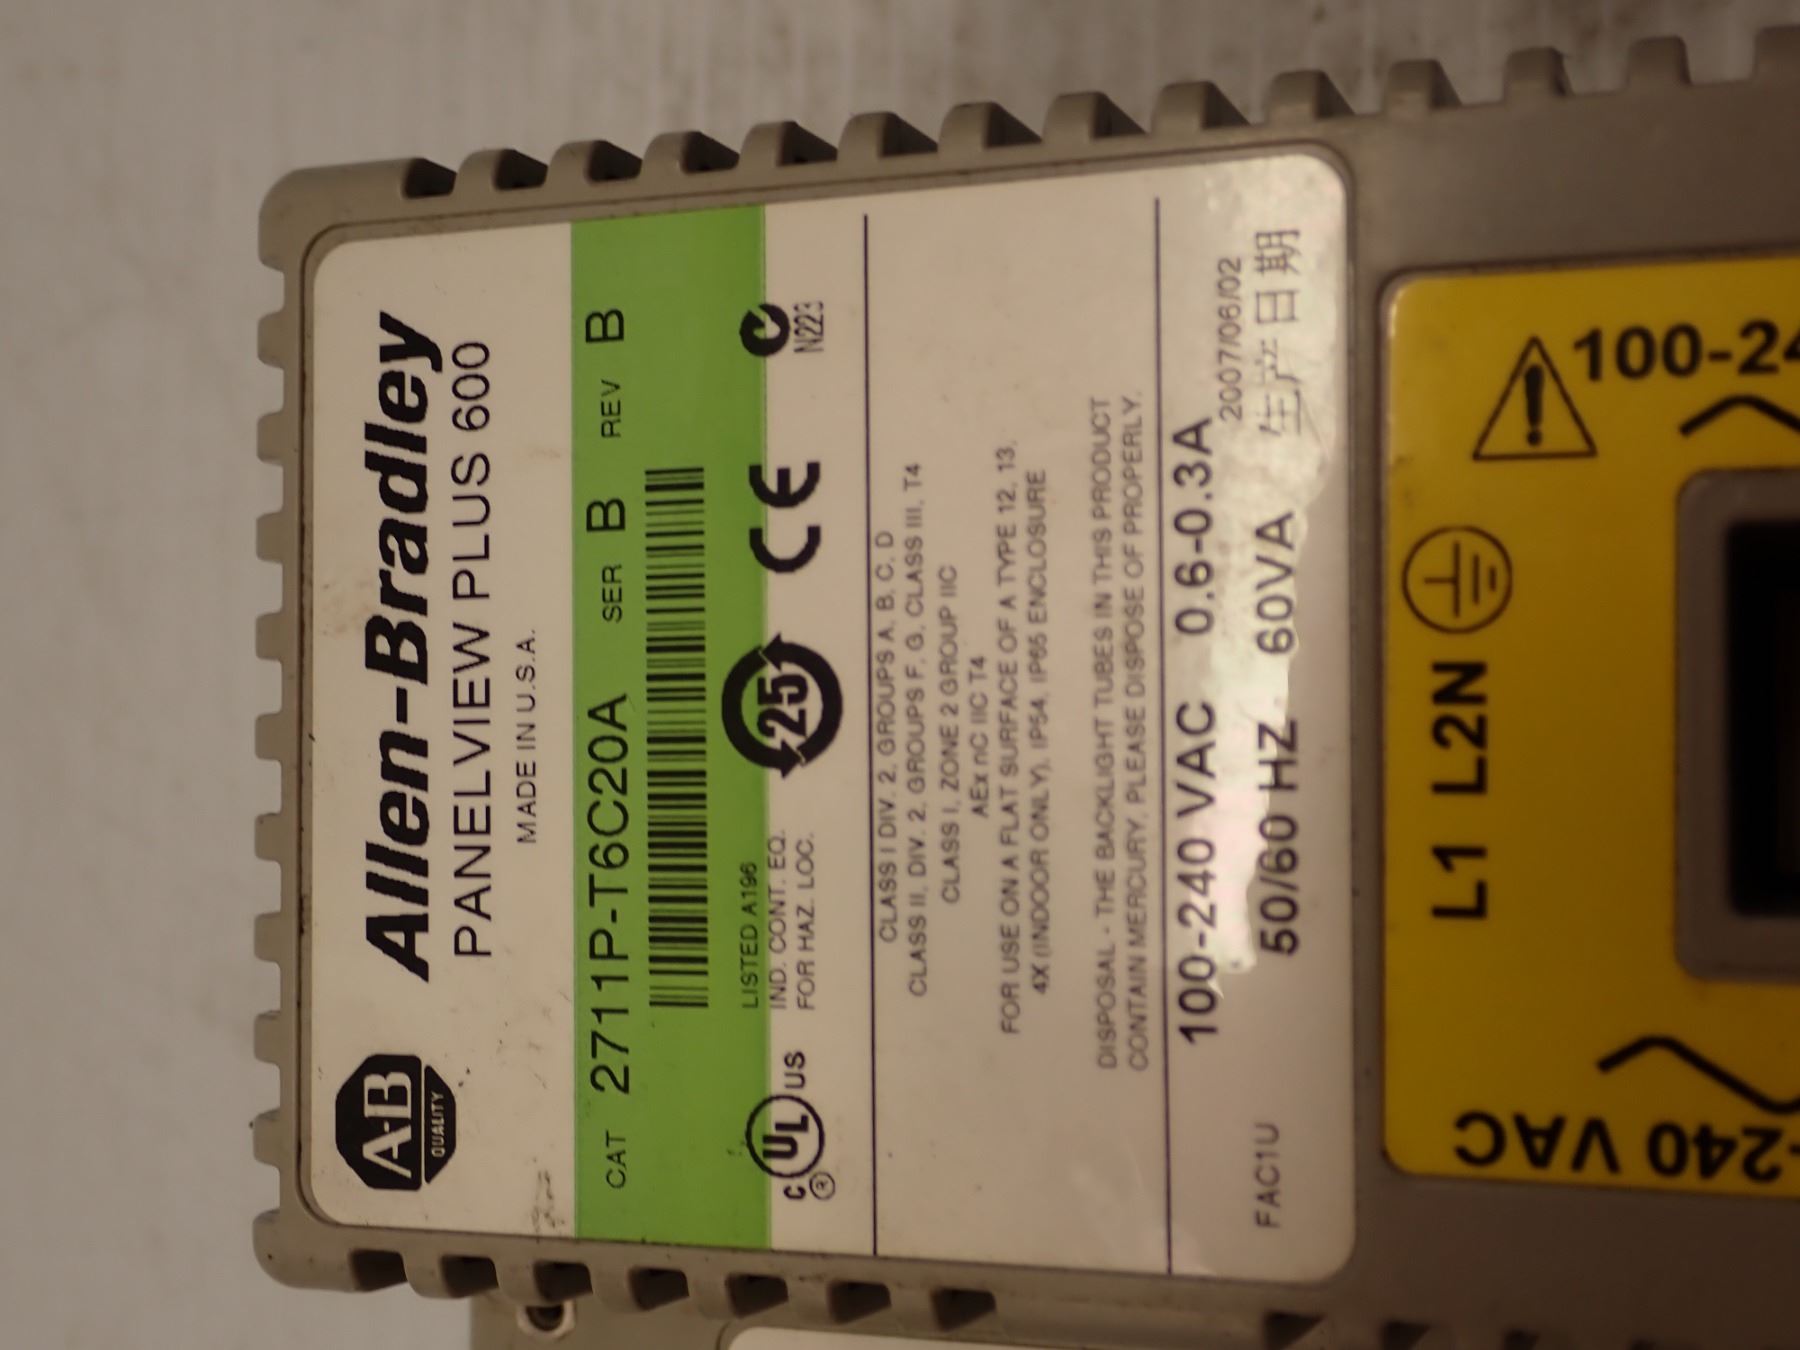 A-B
QUALITY
Allen-Bradley
PANELVIEW PLUS 600
MADE IN U.S.A.
CAT 2711P-T6C20A SER B REV B
LISTED A196
IND. CONT. EQ.
FOR HAZ. LOC.
C UL US
®
25
CE
N223
CLASS I DIV. 2, GROUPS A, B, C, D
CLASS II, DIV. 2, GROUPS F, G, CLASS III, T4
CLASS I, ZONE 2 GROUP IIC
AEx nC IIC T4
FOR USE ON A FLAT SURFACE OF A TYPE 12, 13,
4X (INDOOR ONLY), IP54, IP65 ENCLOSURE
DISPOSAL - THE BACKLIGHT TUBES IN THIS PRODUCT
CONTAIN MERCURY, PLEASE DISPOSE OF PROPERLY.
100-240 VAC 0.6-0.3A
2007/06/02
FAC1U
50/60 HZ 60VA
生产日期
L1 L2N
100-24
-240 VAC